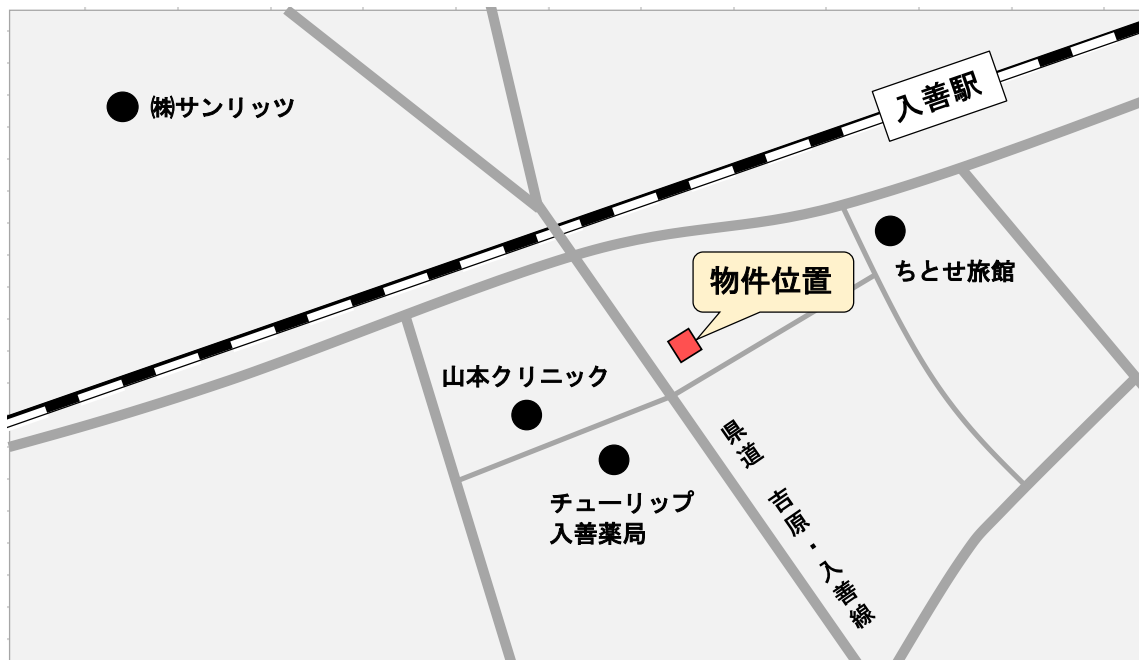 入善駅
㈱サンリッツ
ちとせ旅館
物件位置
山本クリニック
チューリップ
入善薬局
県道 吉原・入善線